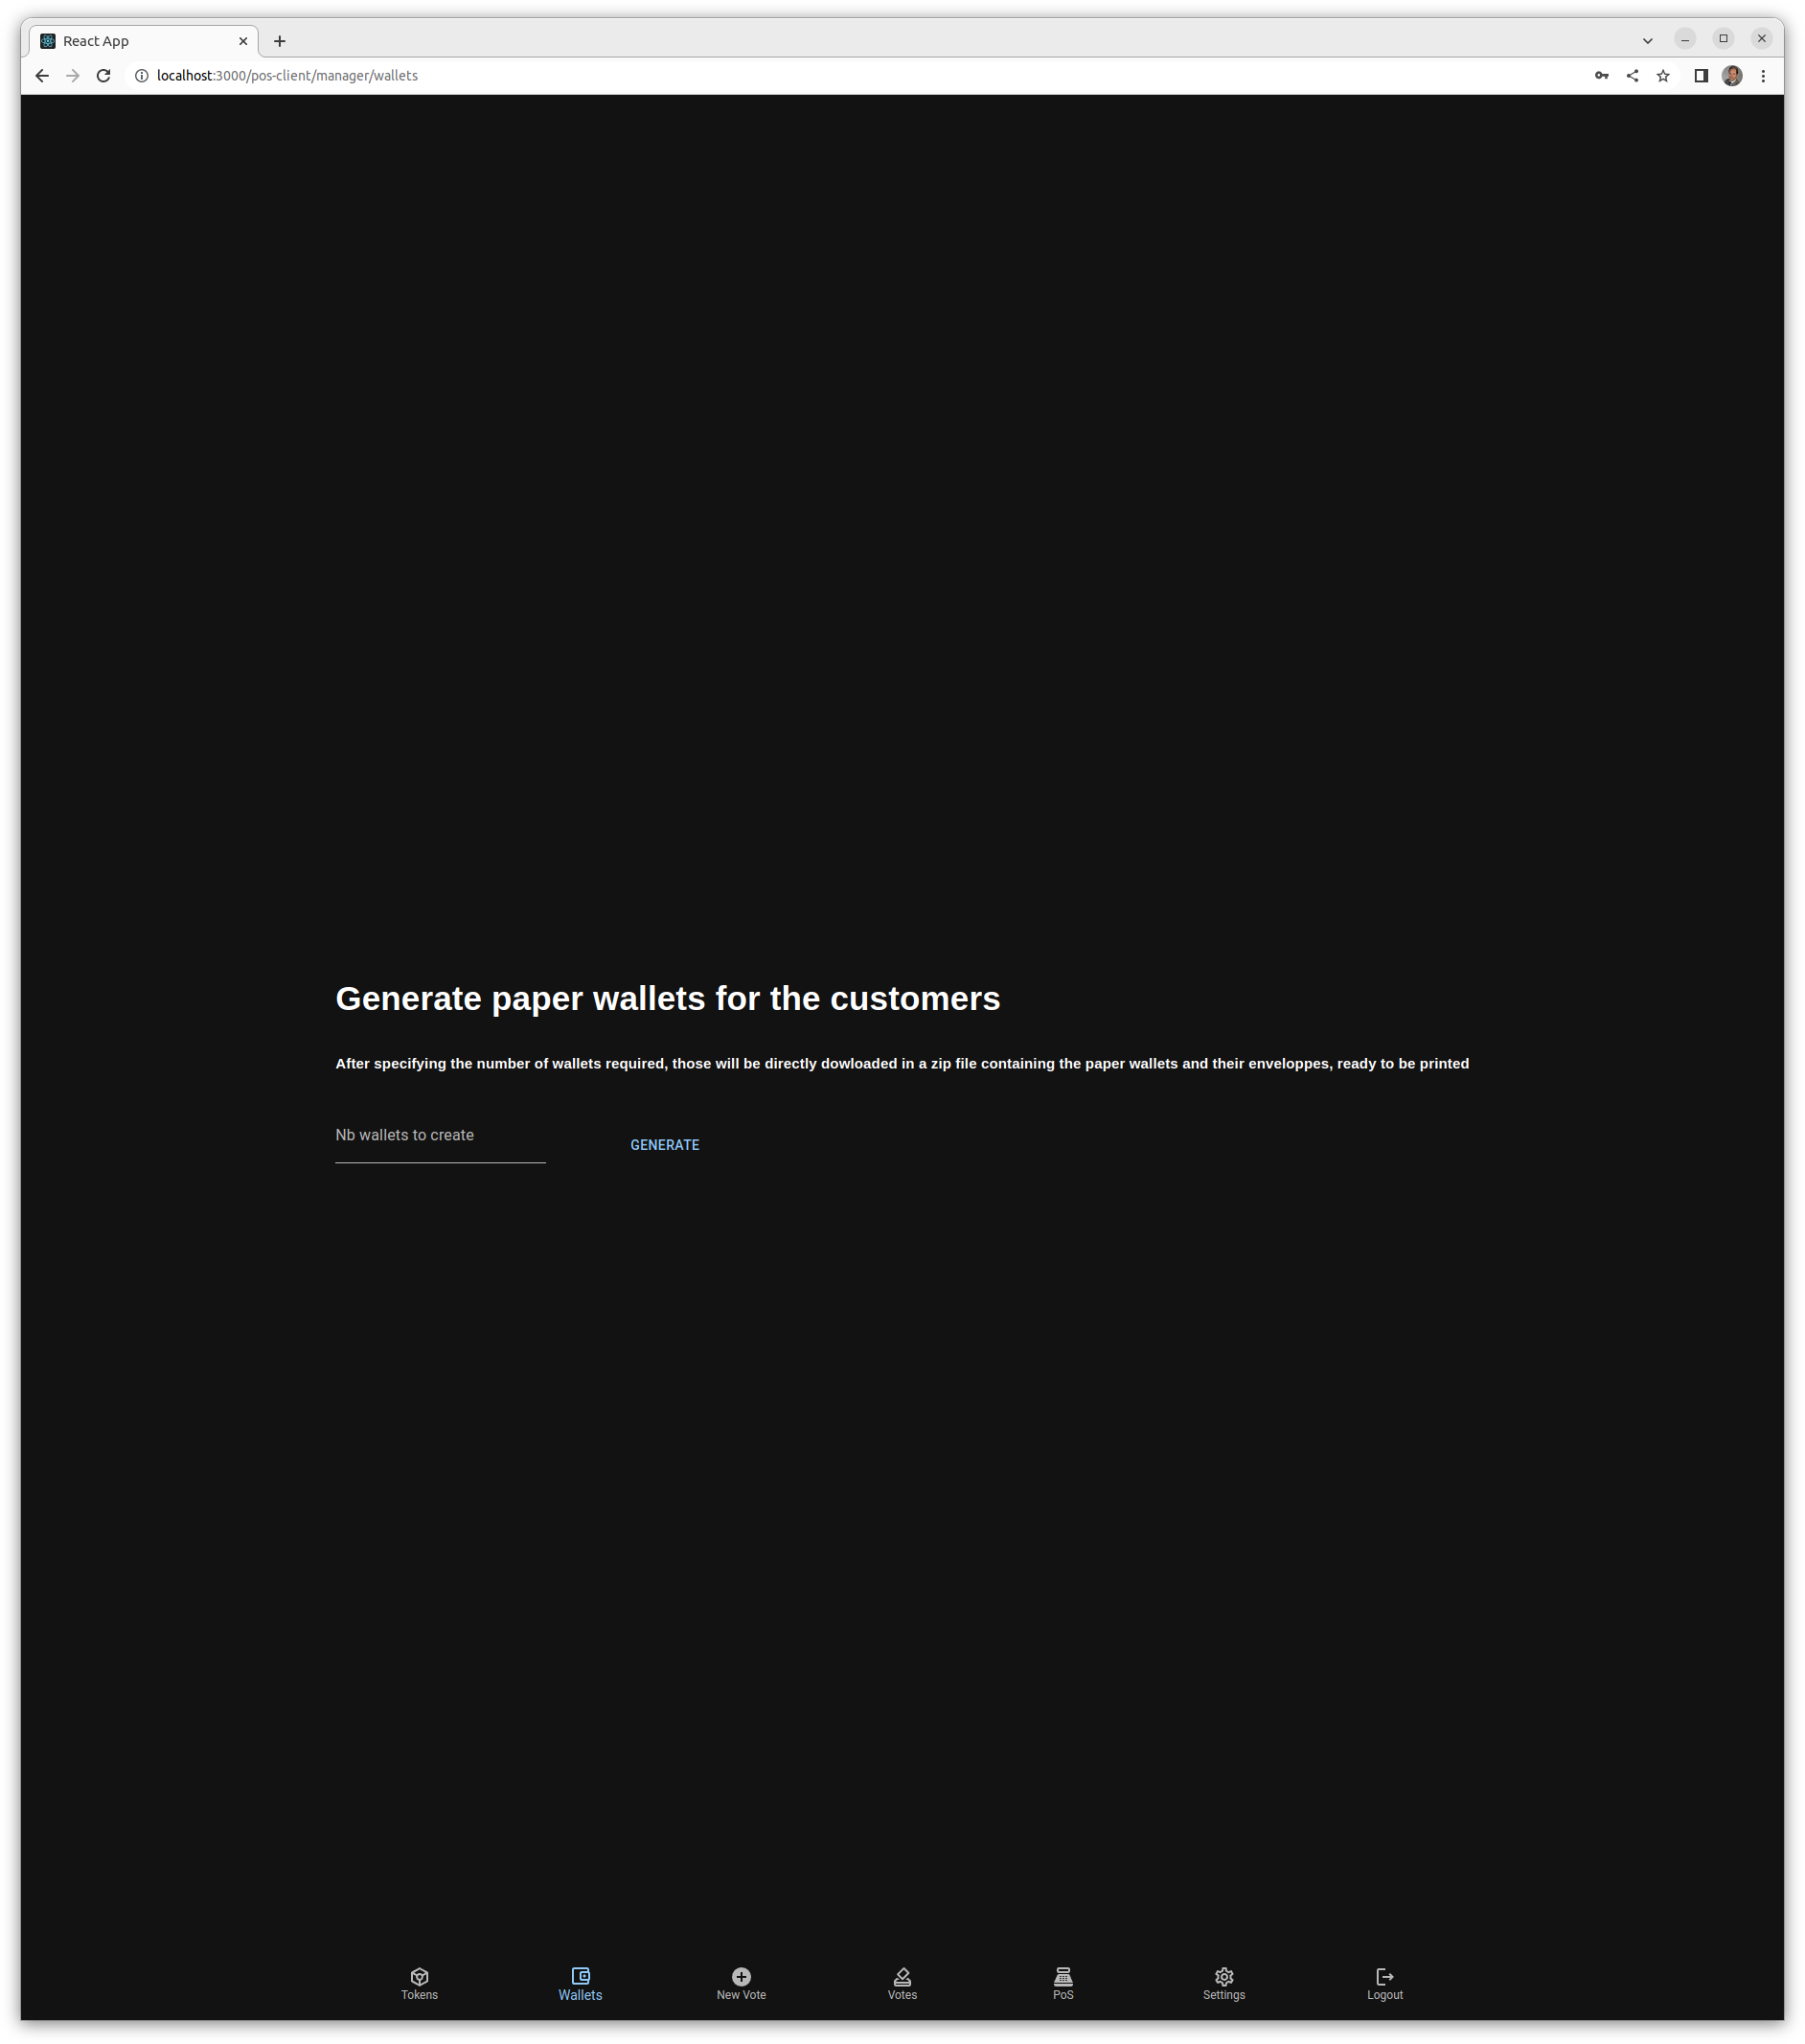 React App
localhost:3000/pos-client/manager/wallets
Generate paper wallets for the customers
After specifying the number of wallets required, those will be directly dowloaded in a zip file containing the paper wallets and their enveloppes, ready to be printed
Nb wallets to create
GENERATE
Tokens
Wallets
New Vote
Votes
PoS
Settings
Logout